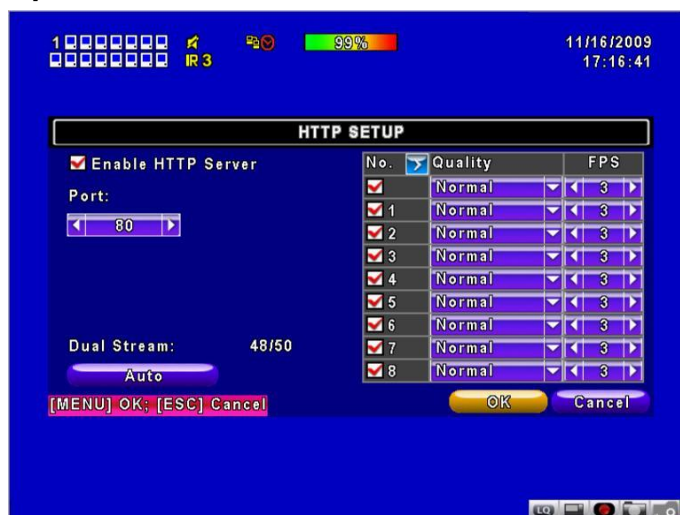 1 99% 11/16/2009
IR 3 17:16:41
HTTP SETUP
Enable HTTP Server
Port:
80
Dual Stream: 48/50
Auto
[MENU] OK; [ESC] Cancel
No. Quality FPS
Normal 3
1 Normal 3
2 Normal 3
3 Normal 3
4 Normal 3
5 Normal 3
6 Normal 3
7 Normal 3
8 Normal 3
OK Cancel
LQ